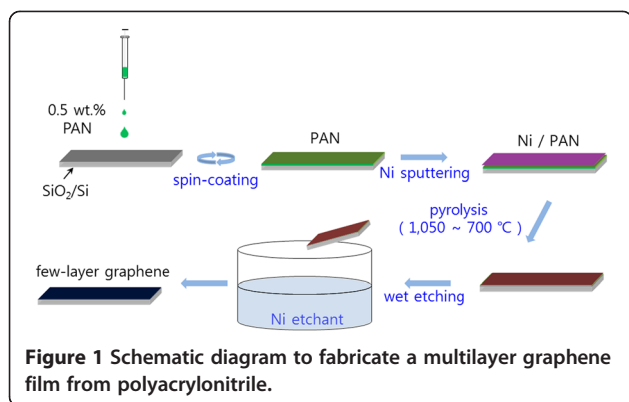 0.5 wt.%
PAN
SiO₂/Si
spin-coating
PAN
Ni sputtering
Ni / PAN
pyrolysis
( 1,050 ~ 700 ℃ )
wet etching
Ni etchant
few-layer graphene
Figure 1 Schematic diagram to fabricate a multilayer graphene
film from polyacrylonitrile.